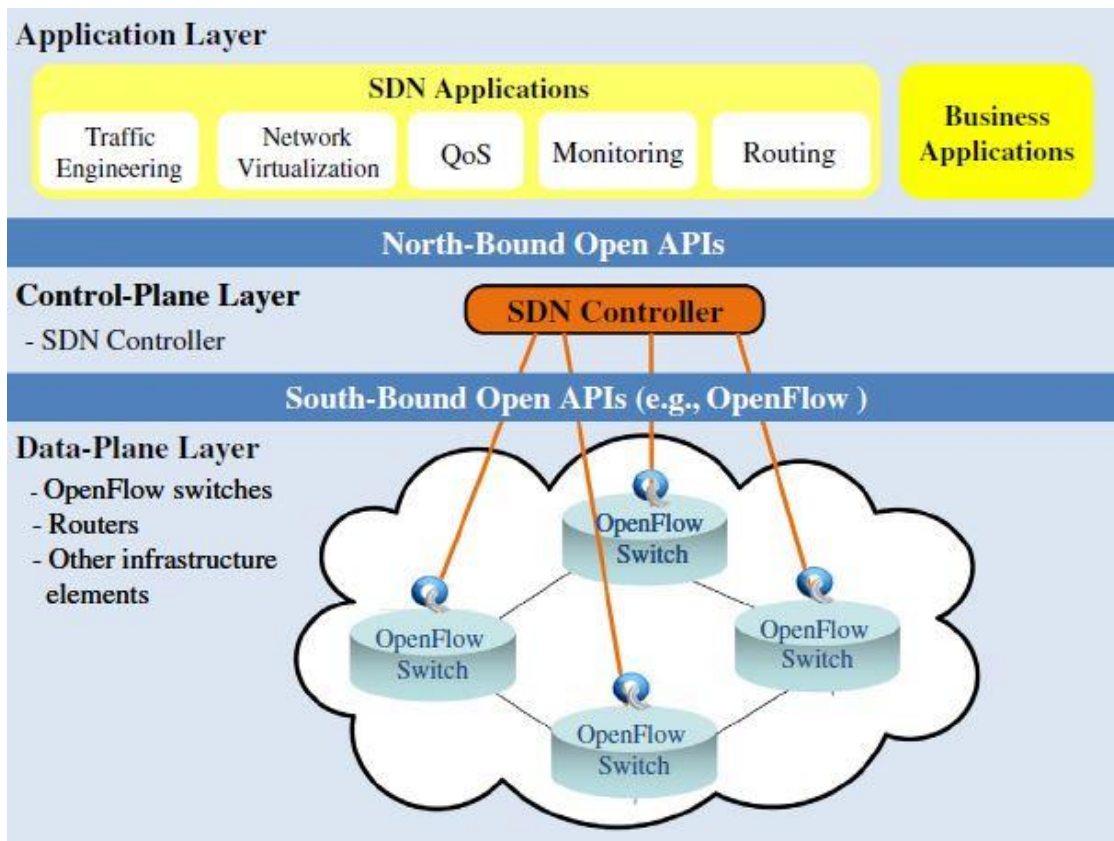 Application Layer
SDN Applications
Traffic
Engineering
Network
Virtualization
QoS
Monitoring
Routing
Business
Applications
North-Bound Open APIs
Control-Plane Layer
- SDN Controller
SDN Controller
South-Bound Open APIs (e.g., OpenFlow )
Data-Plane Layer
- OpenFlow switches
- Routers
- Other infrastructure
elements
OpenFlow
Switch
OpenFlow
Switch
OpenFlow
Switch
OpenFlow
Switch